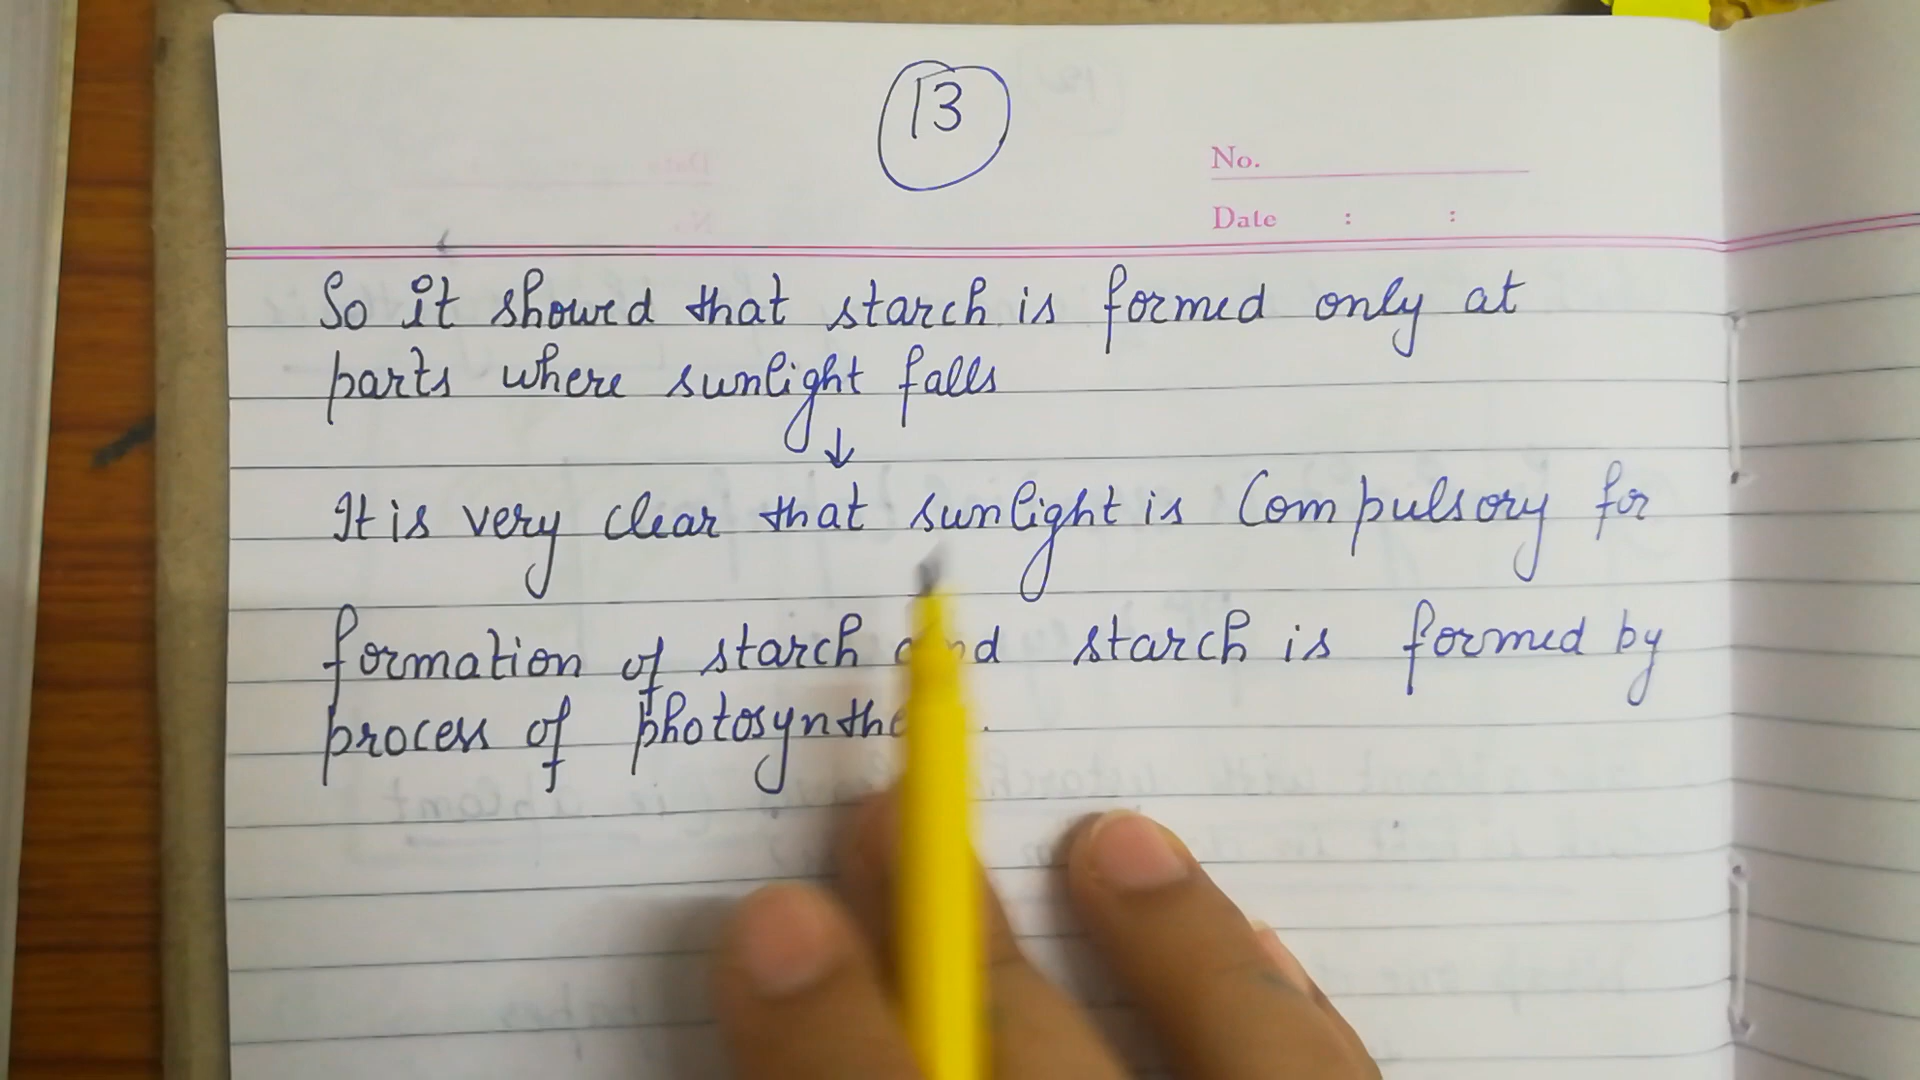 13
No.
Date : :
So it showed that starch is formed only at
parts where sunlight falls
↓
It is very clear that sunlight is Compulsory for
formation of starch and starch is formed by
process of